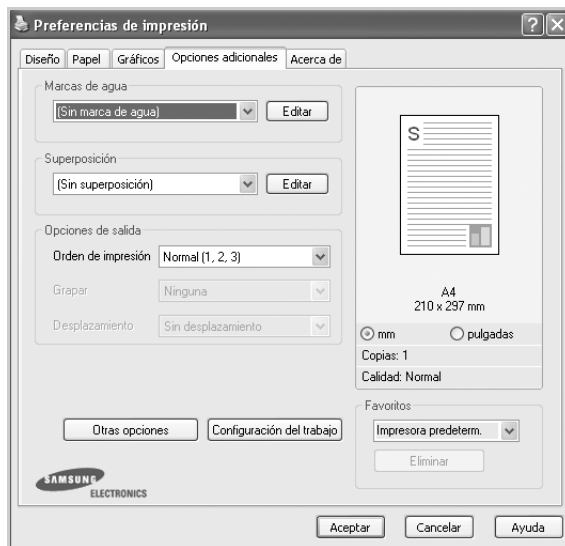 Preferencias de impresión
Diseño Papel Gráficos Opciones adicionales Acerca de
Marcas de agua
(Sin marca de agua) Editar
Superposición
(Sin superposición) Editar
Opciones de salida
Orden de impresión Normal (1, 2, 3)
Grapar Ninguna
Desplazamiento Sin desplazamiento
Otras opciones Configuración del trabajo
SAMSUNG
ELECTRONICS
S
A4
210 x 297 mm
mm pulgadas
Copias: 1
Calidad: Normal
Favoritos
Impresora predeterm.
Eliminar
Aceptar Cancelar Ayuda